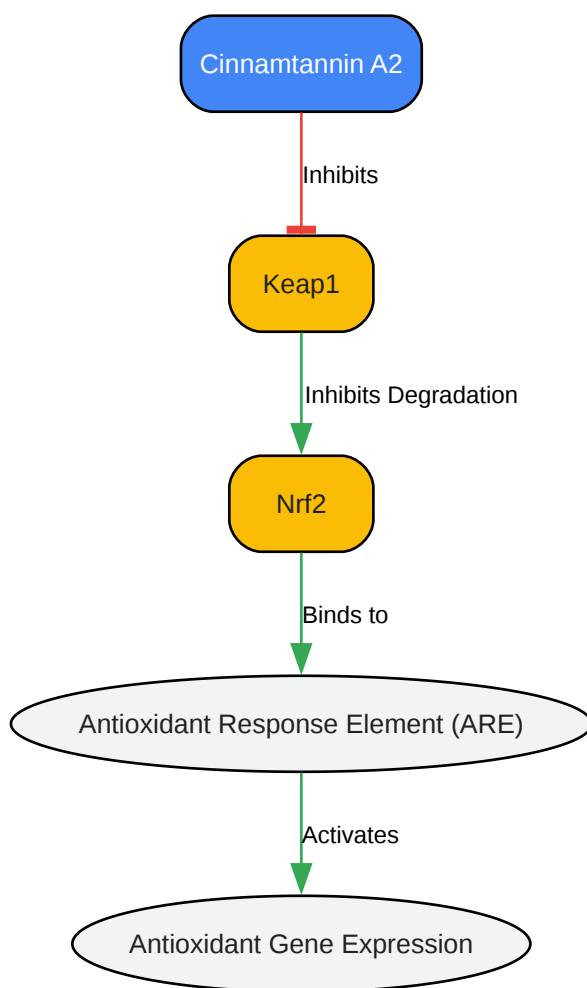 Cinnamtannin A2
Inhibits
Keap1
Inhibits Degradation
Nrf2
Binds to
Antioxidant Response Element (ARE)
Activates
Antioxidant Gene Expression